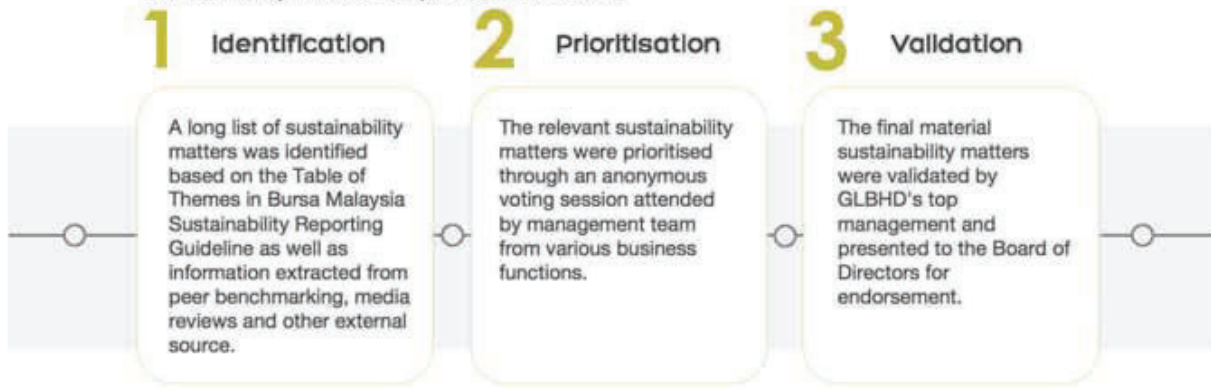 1 Identification
A long list of sustainability
matters was identified
based on the Table of
Themes in Bursa Malaysia
Sustainability Reporting
Guideline as well as
information extracted from
peer benchmarking, media
reviews and other external
source.
2 Prioritisation
The relevant sustainability
matters were prioritised
through an anonymous
voting session attended
by management team
from various business
functions.
3 Validation
The final material
sustainability matters
were validated by
GLBHD's top
management and
presented to the Board of
Directors for
endorsement.